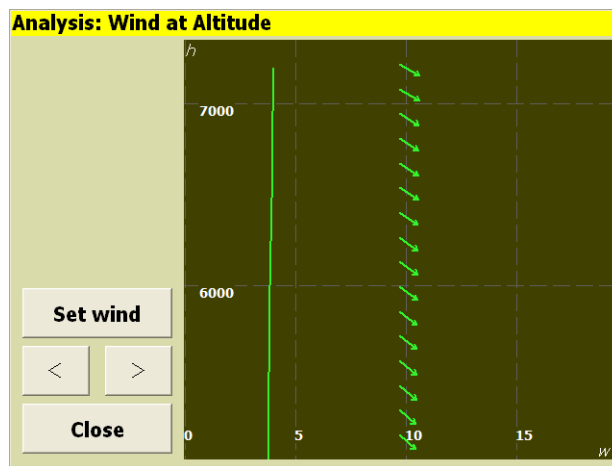 Analysis: Wind at Altitude
h
7000
6000
Set wind
< >
Close
0 5 10 15
w